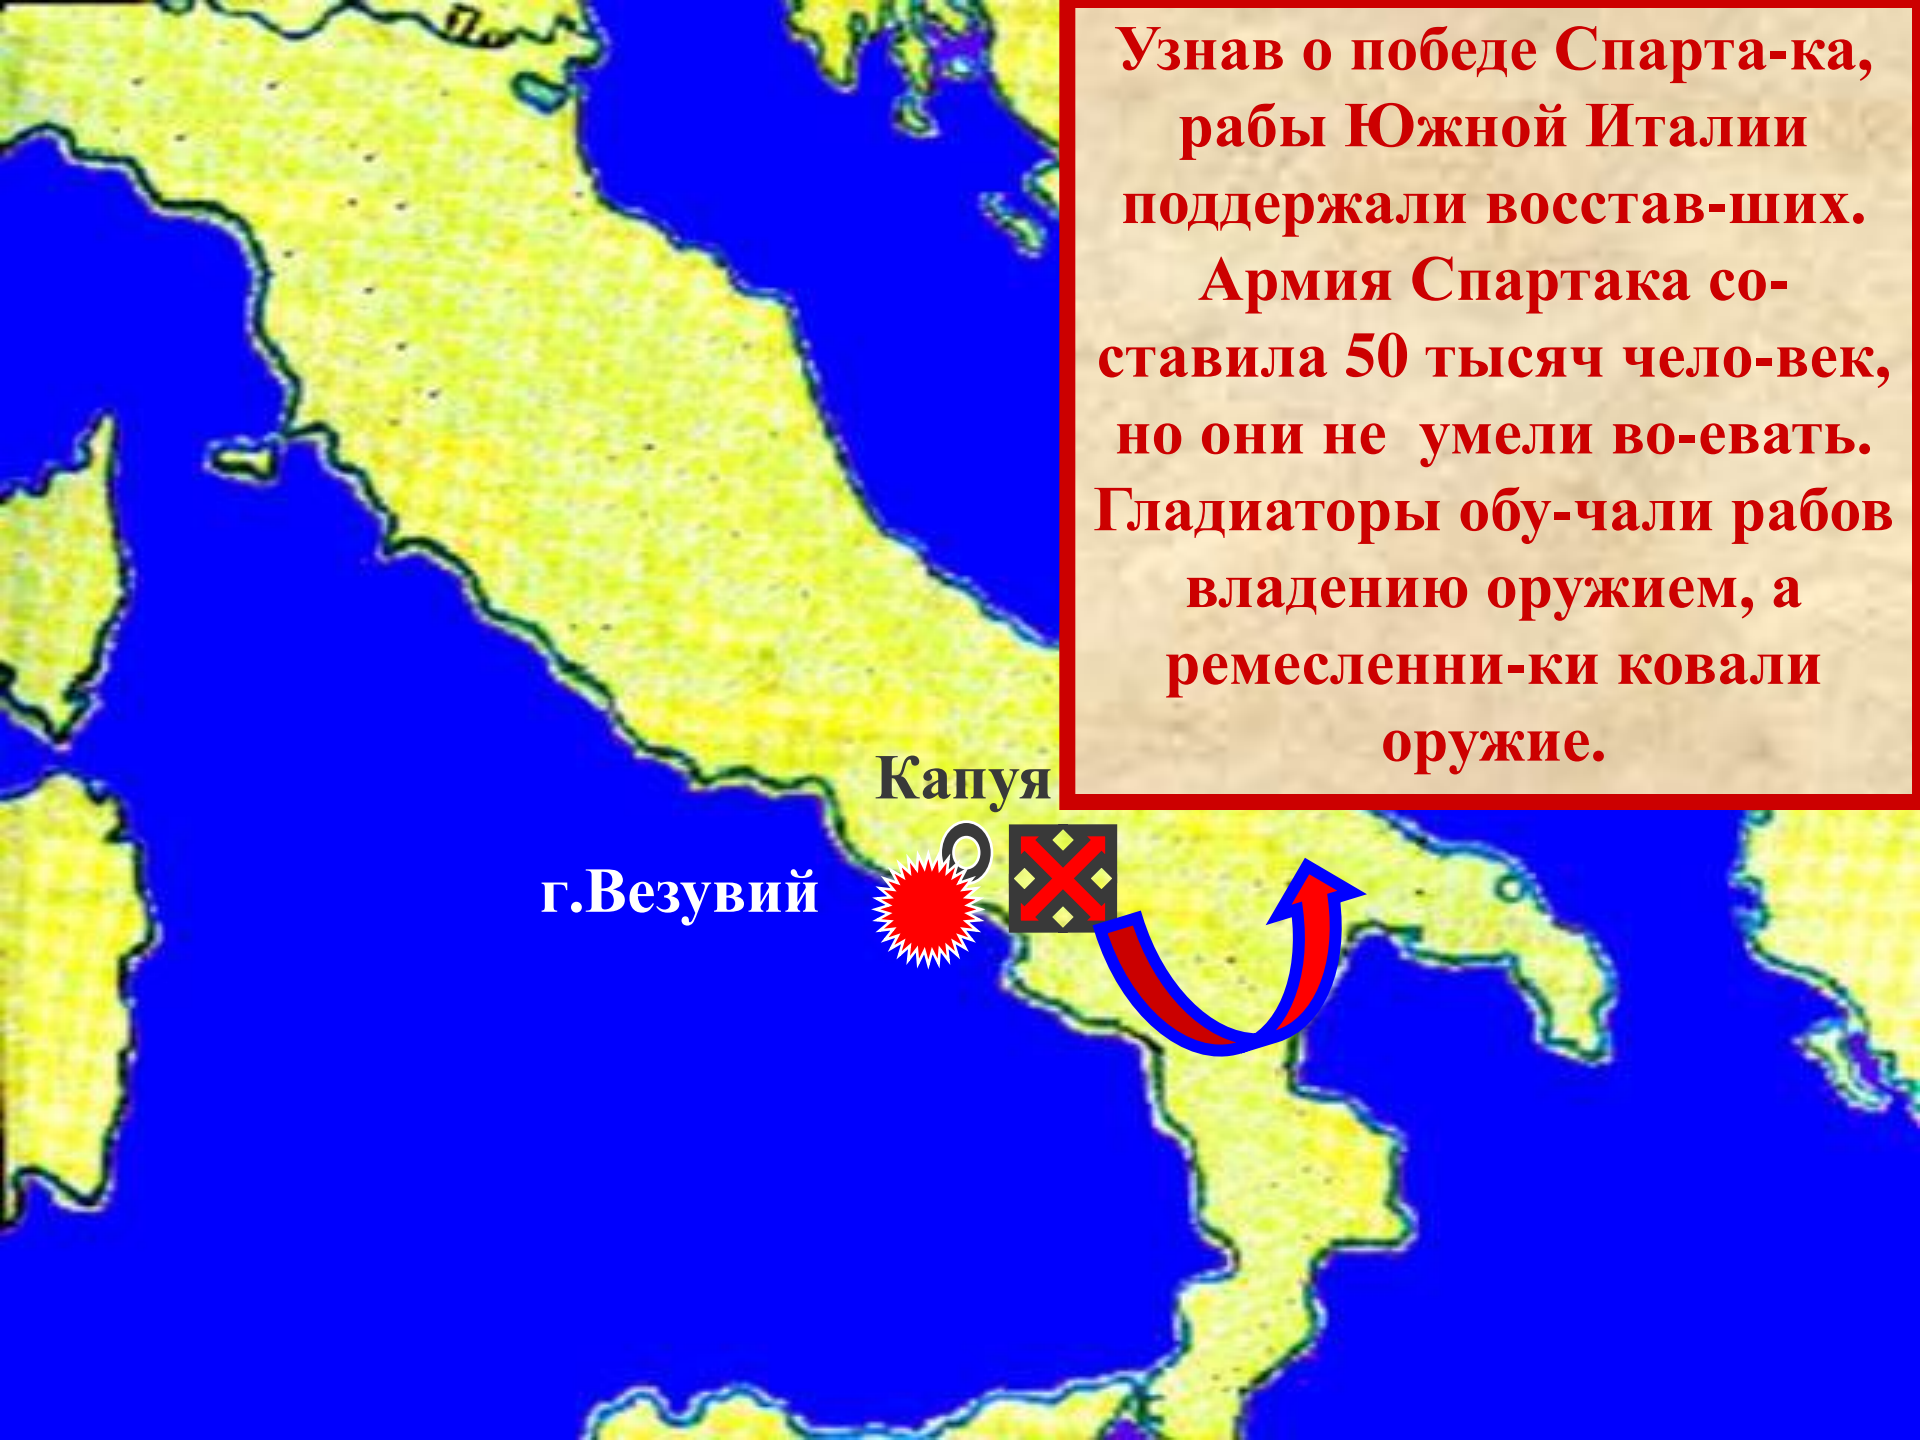 Узнав о победе Спарта-ка,
рабы Южной Италии
поддержали восстав-ших.
Армия Спартака со-
ставила 50 тысяч чело-век,
но они не  умели во-евать.
Гладиаторы обу-чали рабов
владению оружием, а
ремесленни-ки ковали
оружие.
Капуя
г.Везувий